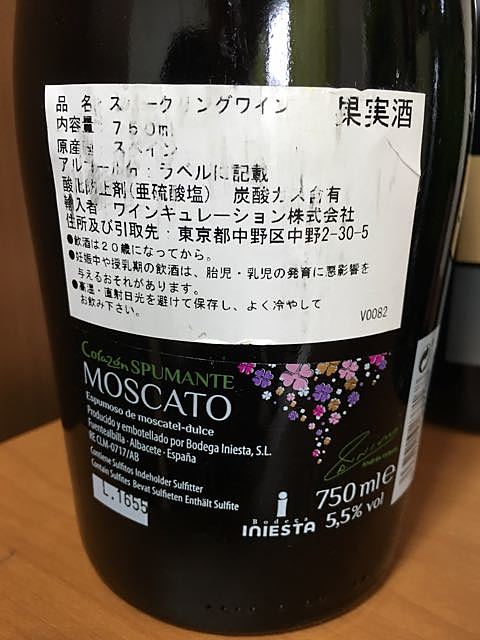 品 名：スパークリングワイン 果実酒
内容量：750ml
原産国：スペイン
アルコール分：ラベルに記載
酸化防止剤(亜硫酸塩) 炭酸ガス含有
輸入者：ワインキュレーション株式会社
住所及び引取先：東京都中野区中野2-30-5
●飲酒は20歳になってから。
●妊娠中や授乳期の飲酒は、胎児・乳児の発育に悪影響を
与えるおそれがあります。
●高温・直射日光を避けて保存し、よく冷やして
お飲み下さい。
V0082
Corazón SPUMANTE
MOSCATO
Espumoso de moscatel-dulce
Producido y embotellado por Bodega Iniesta, S.L.
Fuentealbilla · Albacete · España
RE CLM-0717/AB
Contiene Sulfitos Indeholder Sulfitter
Contain Sulfites Bevat Sulfieten Enthält Sulfite
L.1655
Bodega
INIESTA
750 ml e
5,5% vol